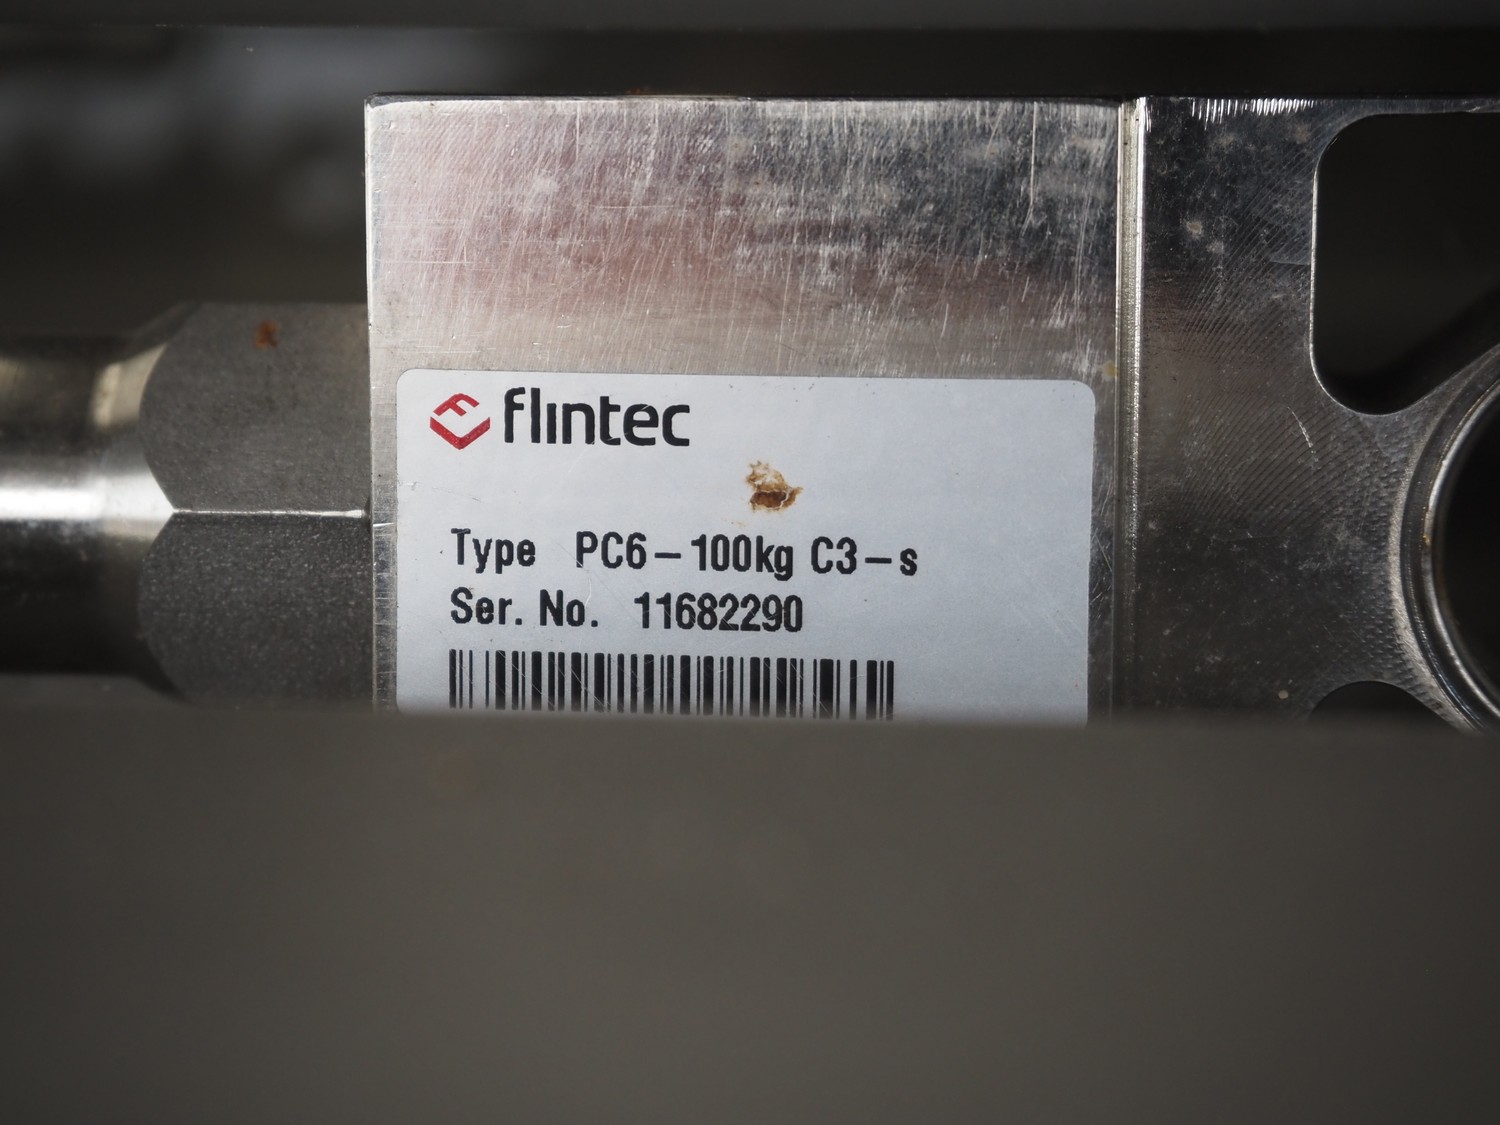 flintec
Type PC6-100kg C3-s
Ser. No. 11682290